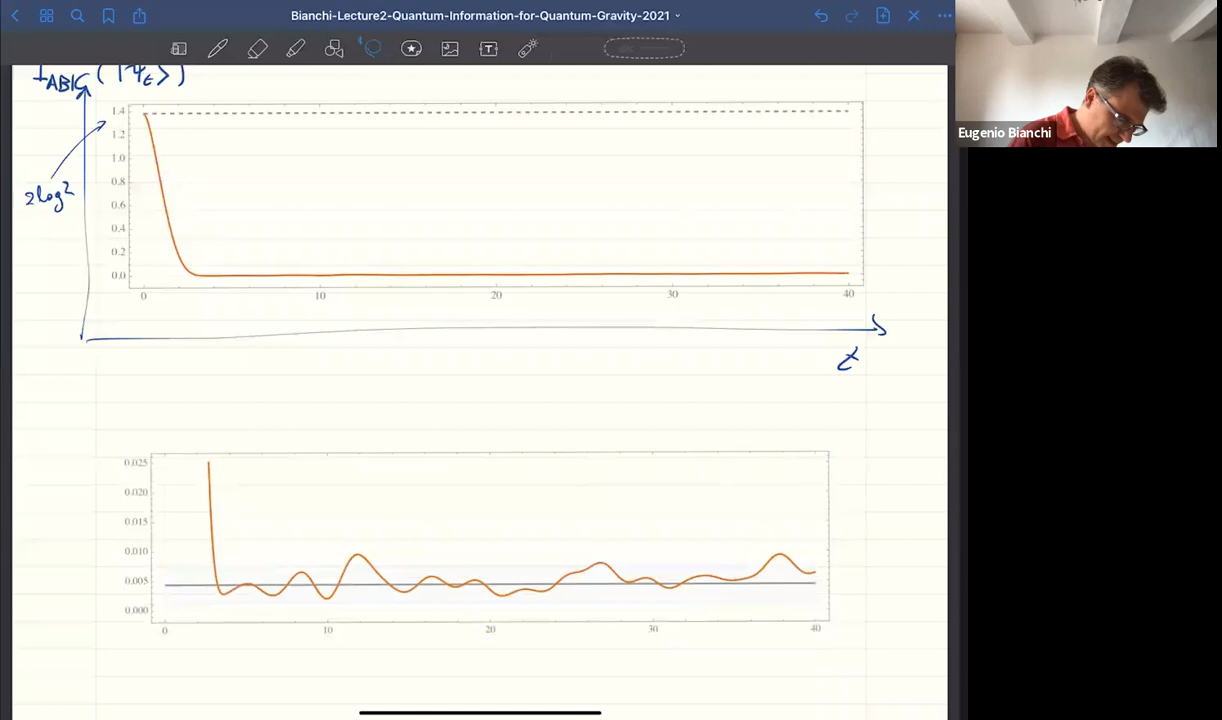 Bianchi-Lecture2-Quantum-Information-for-Quantum-Gravity-2021
Eugenio Bianchi
I_ABIC (|Ψ_t>)
1.4
1.2
1.0
0.8
0.6
0.4
0.2
0.0
2log2
0 10 20 30 40
t
0.025
0.020
0.015
0.010
0.005
0.000
0 10 20 30 40